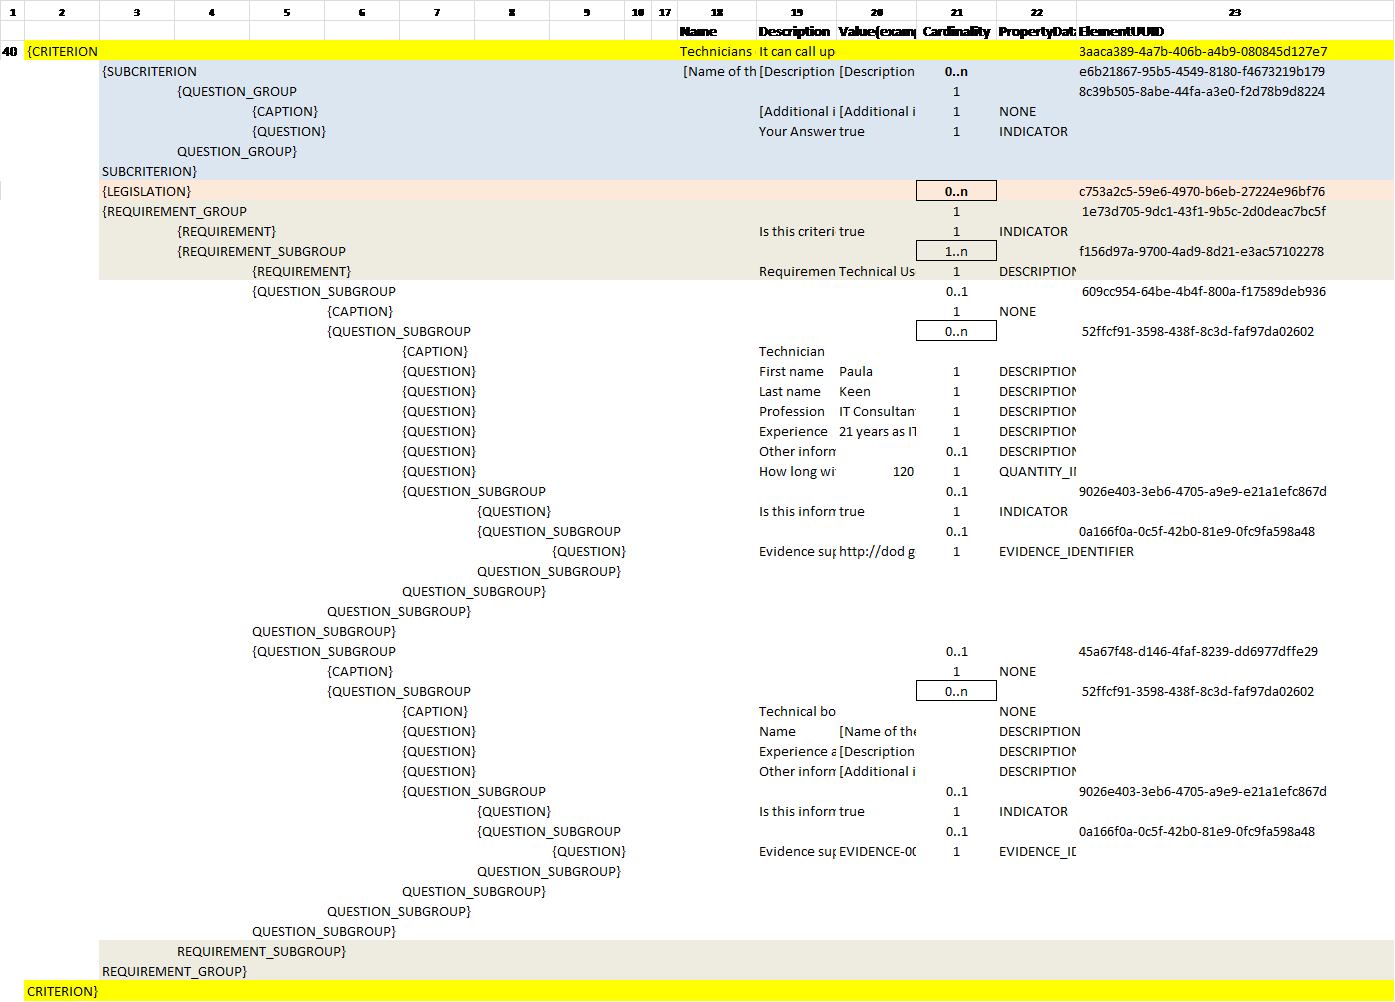 1 2 3 4 5 6 7 8 9 10 17 18 19 20 21 22 23
Name Description Value(exam Cardinality PropertyDat ElementUUID
40 {CRITERION Technicians It can call up 3aaca389-4a7b-406b-a4b9-080845d127e7
{SUBCRITERION [Name of th [Description [Description 0..n e6b21867-95b5-4549-8180-f4673219b179
{QUESTION_GROUP 1 8c39b505-8abe-44fa-a3e0-f2d78b9d8224
{CAPTION} [Additional i [Additional i 1 NONE
{QUESTION} Your Answer true 1 INDICATOR
QUESTION_GROUP}
SUBCRITERION}
{LEGISLATION} 0..n c753a2c5-59e6-4970-b6eb-27224e96bf76
{REQUIREMENT_GROUP 1 1e73d705-9dc1-43f1-9b5c-2d0deac7bc5f
{REQUIREMENT} Is this criteri true 1 INDICATOR
{REQUIREMENT_SUBGROUP 1..n f156d97a-9700-4ad9-8d21-e3ac57102278
{REQUIREMENT} Requiremen Technical Us 1 DESCRIPTION
{QUESTION_SUBGROUP 0..1 609cc954-64be-4b4f-800a-f17589deb936
{CAPTION} 1 NONE
{QUESTION_SUBGROUP 0..n 52ffcf91-3598-438f-8c3d-faf97da02602
{CAPTION} Technician
{QUESTION} First name Paula 1 DESCRIPTION
{QUESTION} Last name Keen 1 DESCRIPTION
{QUESTION} Profession IT Consultan 1 DESCRIPTION
{QUESTION} Experience 21 years as IT 1 DESCRIPTION
{QUESTION} Other inform 0..1 DESCRIPTION
{QUESTION} How long wi 120 1 QUANTITY_I
{QUESTION_SUBGROUP 0..1 9026e403-3eb6-4705-a9e9-e21a1efc867d
{QUESTION} Is this inform true 1 INDICATOR
{QUESTION_SUBGROUP 0..1 0a166f0a-0c5f-42b0-81e9-0fc9fa598a48
{QUESTION} Evidence sup http://dod g 1 EVIDENCE_IDENTIFIER
QUESTION_SUBGROUP}
QUESTION_SUBGROUP}
QUESTION_SUBGROUP}
QUESTION_SUBGROUP}
{QUESTION_SUBGROUP 0..1 45a67f48-d146-4faf-8239-dd6977dffe29
{CAPTION} 1 NONE
{QUESTION_SUBGROUP 0..n 52ffcf91-3598-438f-8c3d-faf97da02602
{CAPTION} Technical bo NONE
{QUESTION} Name [Name of the DESCRIPTION
{QUESTION} Experience a [Description DESCRIPTION
{QUESTION} Other inform [Additional i DESCRIPTION
{QUESTION_SUBGROUP 0..1 9026e403-3eb6-4705-a9e9-e21a1efc867d
{QUESTION} Is this inform true 1 INDICATOR
{QUESTION_SUBGROUP 0..1 0a166f0a-0c5f-42b0-81e9-0fc9fa598a48
{QUESTION} Evidence sup EVIDENCE-00 1 EVIDENCE_ID
QUESTION_SUBGROUP}
QUESTION_SUBGROUP}
QUESTION_SUBGROUP}
QUESTION_SUBGROUP}
REQUIREMENT_SUBGROUP}
REQUIREMENT_GROUP}
CRITERION}